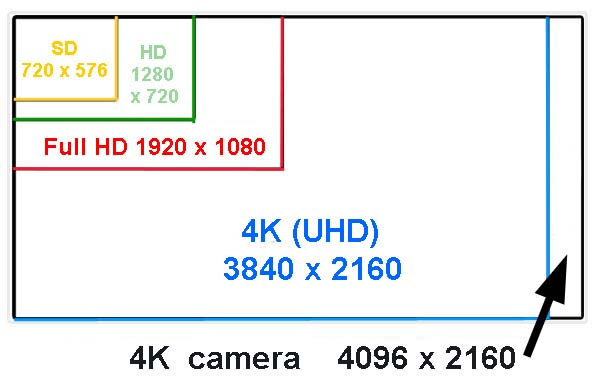 SD
720 x 576
HD
1280
x 720
Full HD 1920 x 1080
4K (UHD)
3840 x 2160
4K camera 4096 x 2160